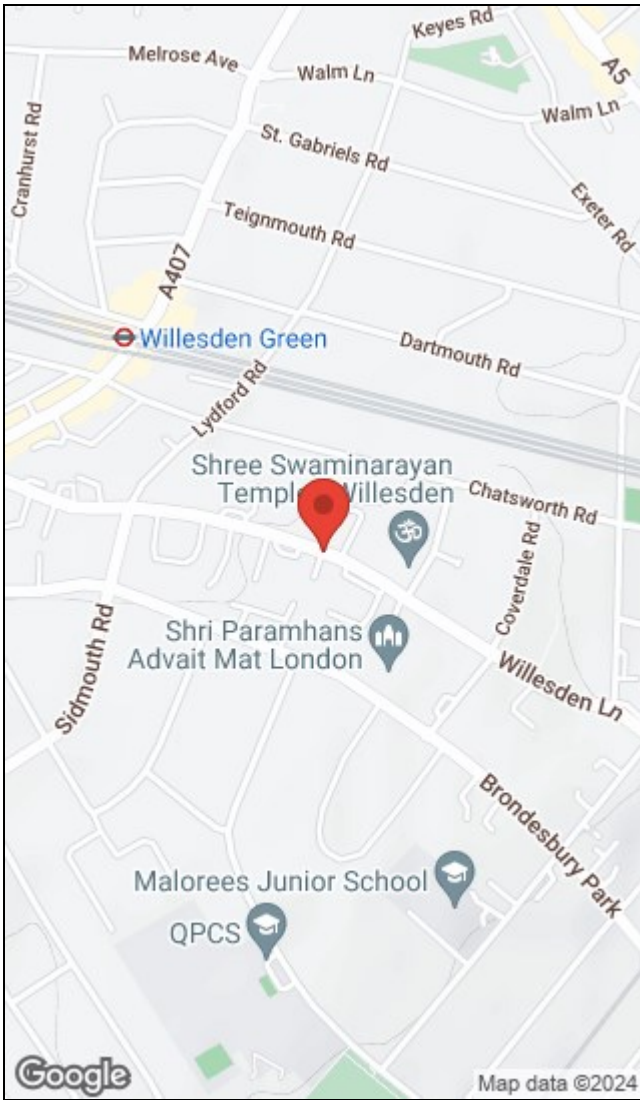 Keyes Rd
Melrose Ave
Walm Ln
A5
Walm Ln
Cranhurst Rd
St. Gabriels Rd
Exeter Rd
Teignmouth Rd
A407
Willesden Green
Dartmouth Rd
Lydford Rd
Shree Swaminarayan
Temple Willesden
Chatsworth Rd
Coverdale Rd
Shri Paramhans
Advait Mat London
Sidmouth Rd
Willesden Ln
Brondesbury Park
Malorees Junior School
QPCS
Google
Map data ©2024